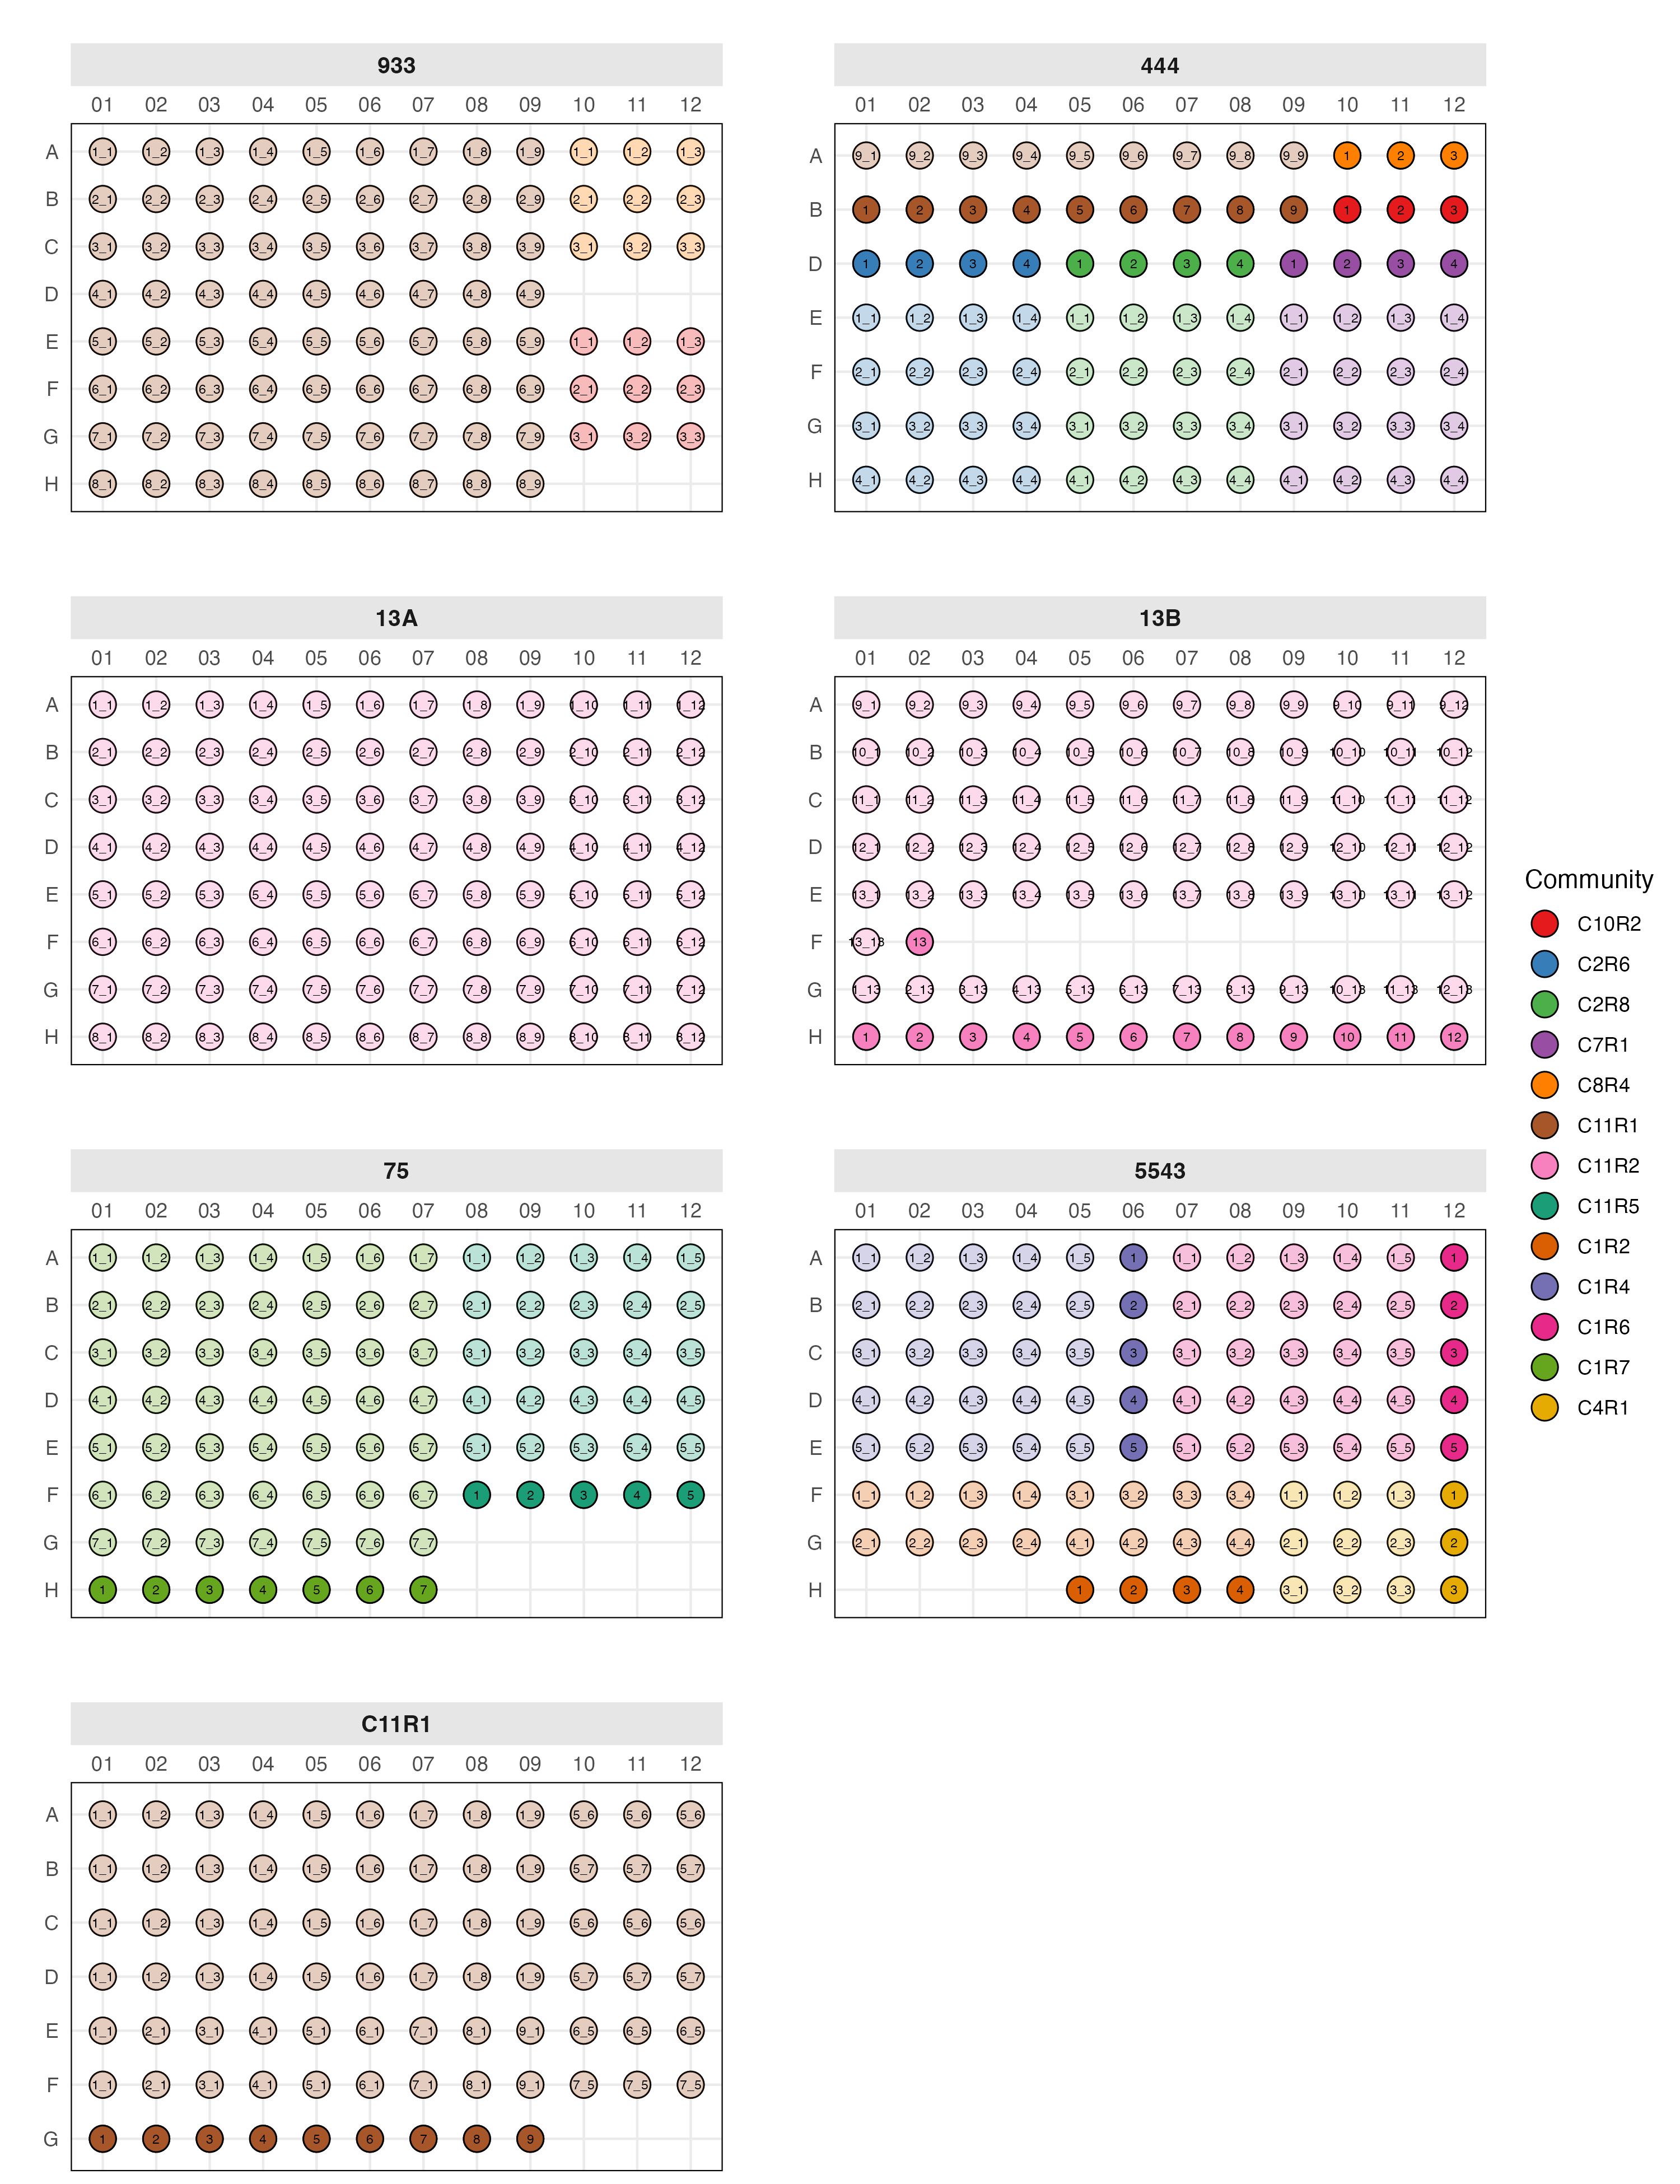 933
01 02 03 04 05 06 07 08 09 10 11 12
A 1_1 1_2 1_3 1_4 1_5 1_6 1_7 1_8 1_9 1_1 1_2 1_3
B 2_1 2_2 2_3 2_4 2_5 2_6 2_7 2_8 2_9 2_1 2_2 2_3
C 3_1 3_2 3_3 3_4 3_5 3_6 3_7 3_8 3_9 3_1 3_2 3_3
D 4_1 4_2 4_3 4_4 4_5 4_6 4_7 4_8 4_9
E 5_1 5_2 5_3 5_4 5_5 5_6 5_7 5_8 5_9 1_1 1_2 1_3
F 6_1 6_2 6_3 6_4 6_5 6_6 6_7 6_8 6_9 2_1 2_2 2_3
G 7_1 7_2 7_3 7_4 7_5 7_6 7_7 7_8 7_9 3_1 3_2 3_3
H 8_1 8_2 8_3 8_4 8_5 8_6 8_7 8_8 8_9
444
01 02 03 04 05 06 07 08 09 10 11 12
A 9_1 9_2 9_3 9_4 9_5 9_6 9_7 9_8 9_9 1 2 3
B 1 2 3 4 5 6 7 8 9 1 2 3
D 1 2 3 4 1 2 3 4 1 2 3 4
E 1_1 1_2 1_3 1_4 1_1 1_2 1_3 1_4 1_1 1_2 1_3 1_4
F 2_1 2_2 2_3 2_4 2_1 2_2 2_3 2_4 2_1 2_2 2_3 2_4
G 3_1 3_2 3_3 3_4 3_1 3_2 3_3 3_4 3_1 3_2 3_3 3_4
H 4_1 4_2 4_3 4_4 4_1 4_2 4_3 4_4 4_1 4_2 4_3 4_4
13A
01 02 03 04 05 06 07 08 09 10 11 12
A 1_1 1_2 1_3 1_4 1_5 1_6 1_7 1_8 1_9 1_10 1_11 1_12
B 2_1 2_2 2_3 2_4 2_5 2_6 2_7 2_8 2_9 2_10 2_11 2_12
C 3_1 3_2 3_3 3_4 3_5 3_6 3_7 3_8 3_9 3_10 3_11 3_12
D 4_1 4_2 4_3 4_4 4_5 4_6 4_7 4_8 4_9 4_10 4_11 4_12
E 5_1 5_2 5_3 5_4 5_5 5_6 5_7 5_8 5_9 5_10 5_11 5_12
F 6_1 6_2 6_3 6_4 6_5 6_6 6_7 6_8 6_9 6_10 6_11 6_12
G 7_1 7_2 7_3 7_4 7_5 7_6 7_7 7_8 7_9 7_10 7_11 7_12
H 8_1 8_2 8_3 8_4 8_5 8_6 8_7 8_8 8_9 8_10 8_11 8_12
13B
01 02 03 04 05 06 07 08 09 10 11 12
A 9_1 9_2 9_3 9_4 9_5 9_6 9_7 9_8 9_9 9_10 9_11 9_12
B 10_1 10_2 10_3 10_4 10_5 10_6 10_7 10_8 10_9 10_10 10_11 10_12
C 11_1 11_2 11_3 11_4 11_5 11_6 11_7 11_8 11_9 11_10 11_11 11_12
D 12_1 12_2 12_3 12_4 12_5 12_6 12_7 12_8 12_9 12_10 12_11 12_12
E 13_1 13_2 13_3 13_4 13_5 13_6 13_7 13_8 13_9 13_10 13_11 13_12
F 13_13 13
G 1_13 2_13 3_13 4_13 5_13 6_13 7_13 8_13 9_13 10_13 11_13 12_13
H 1 2 3 4 5 6 7 8 9 10 11 12
75
01 02 03 04 05 06 07 08 09 10 11 12
A 1_1 1_2 1_3 1_4 1_5 1_6 1_7 1_1 1_2 1_3 1_4 1_5
B 2_1 2_2 2_3 2_4 2_5 2_6 2_7 2_1 2_2 2_3 2_4 2_5
C 3_1 3_2 3_3 3_4 3_5 3_6 3_7 3_1 3_2 3_3 3_4 3_5
D 4_1 4_2 4_3 4_4 4_5 4_6 4_7 4_1 4_2 4_3 4_4 4_5
E 5_1 5_2 5_3 5_4 5_5 5_6 5_7 5_1 5_2 5_3 5_4 5_5
F 6_1 6_2 6_3 6_4 6_5 6_6 6_7 1 2 3 4 5
G 7_1 7_2 7_3 7_4 7_5 7_6 7_7
H 1 2 3 4 5 6 7
5543
01 02 03 04 05 06 07 08 09 10 11 12
A 1_1 1_2 1_3 1_4 1_5 1 1_1 1_2 1_3 1_4 1_5 1
B 2_1 2_2 2_3 2_4 2_5 2 2_1 2_2 2_3 2_4 2_5 2
C 3_1 3_2 3_3 3_4 3_5 3 3_1 3_2 3_3 3_4 3_5 3
D 4_1 4_2 4_3 4_4 4_5 4 4_1 4_2 4_3 4_4 4_5 4
E 5_1 5_2 5_3 5_4 5_5 5 5_1 5_2 5_3 5_4 5_5 5
F 1_1 1_2 1_3 1_4 3_1 3_2 3_3 3_4 1_1 1_2 1_3 1
G 2_1 2_2 2_3 2_4 4_1 4_2 4_3 4_4 2_1 2_2 2_3 2
H 1 2 3 4 3_1 3_2 3_3 3
C11R1
01 02 03 04 05 06 07 08 09 10 11 12
A 1_1 1_2 1_3 1_4 1_5 1_6 1_7 1_8 1_9 5_6 5_6 5_6
B 1_1 1_2 1_3 1_4 1_5 1_6 1_7 1_8 1_9 5_7 5_7 5_7
C 1_1 1_2 1_3 1_4 1_5 1_6 1_7 1_8 1_9 5_6 5_6 5_6
D 1_1 1_2 1_3 1_4 1_5 1_6 1_7 1_8 1_9 5_7 5_7 5_7
E 1_1 2_1 3_1 4_1 5_1 6_1 7_1 8_1 9_1 6_5 6_5 6_5
F 1_1 2_1 3_1 4_1 5_1 6_1 7_1 8_1 9_1 7_5 7_5 7_5
G 1 2 3 4 5 6 7 8 9
Community
C10R2
C2R6
C2R8
C7R1
C8R4
C11R1
C11R2
C11R5
C1R2
C1R4
C1R6
C1R7
C4R1